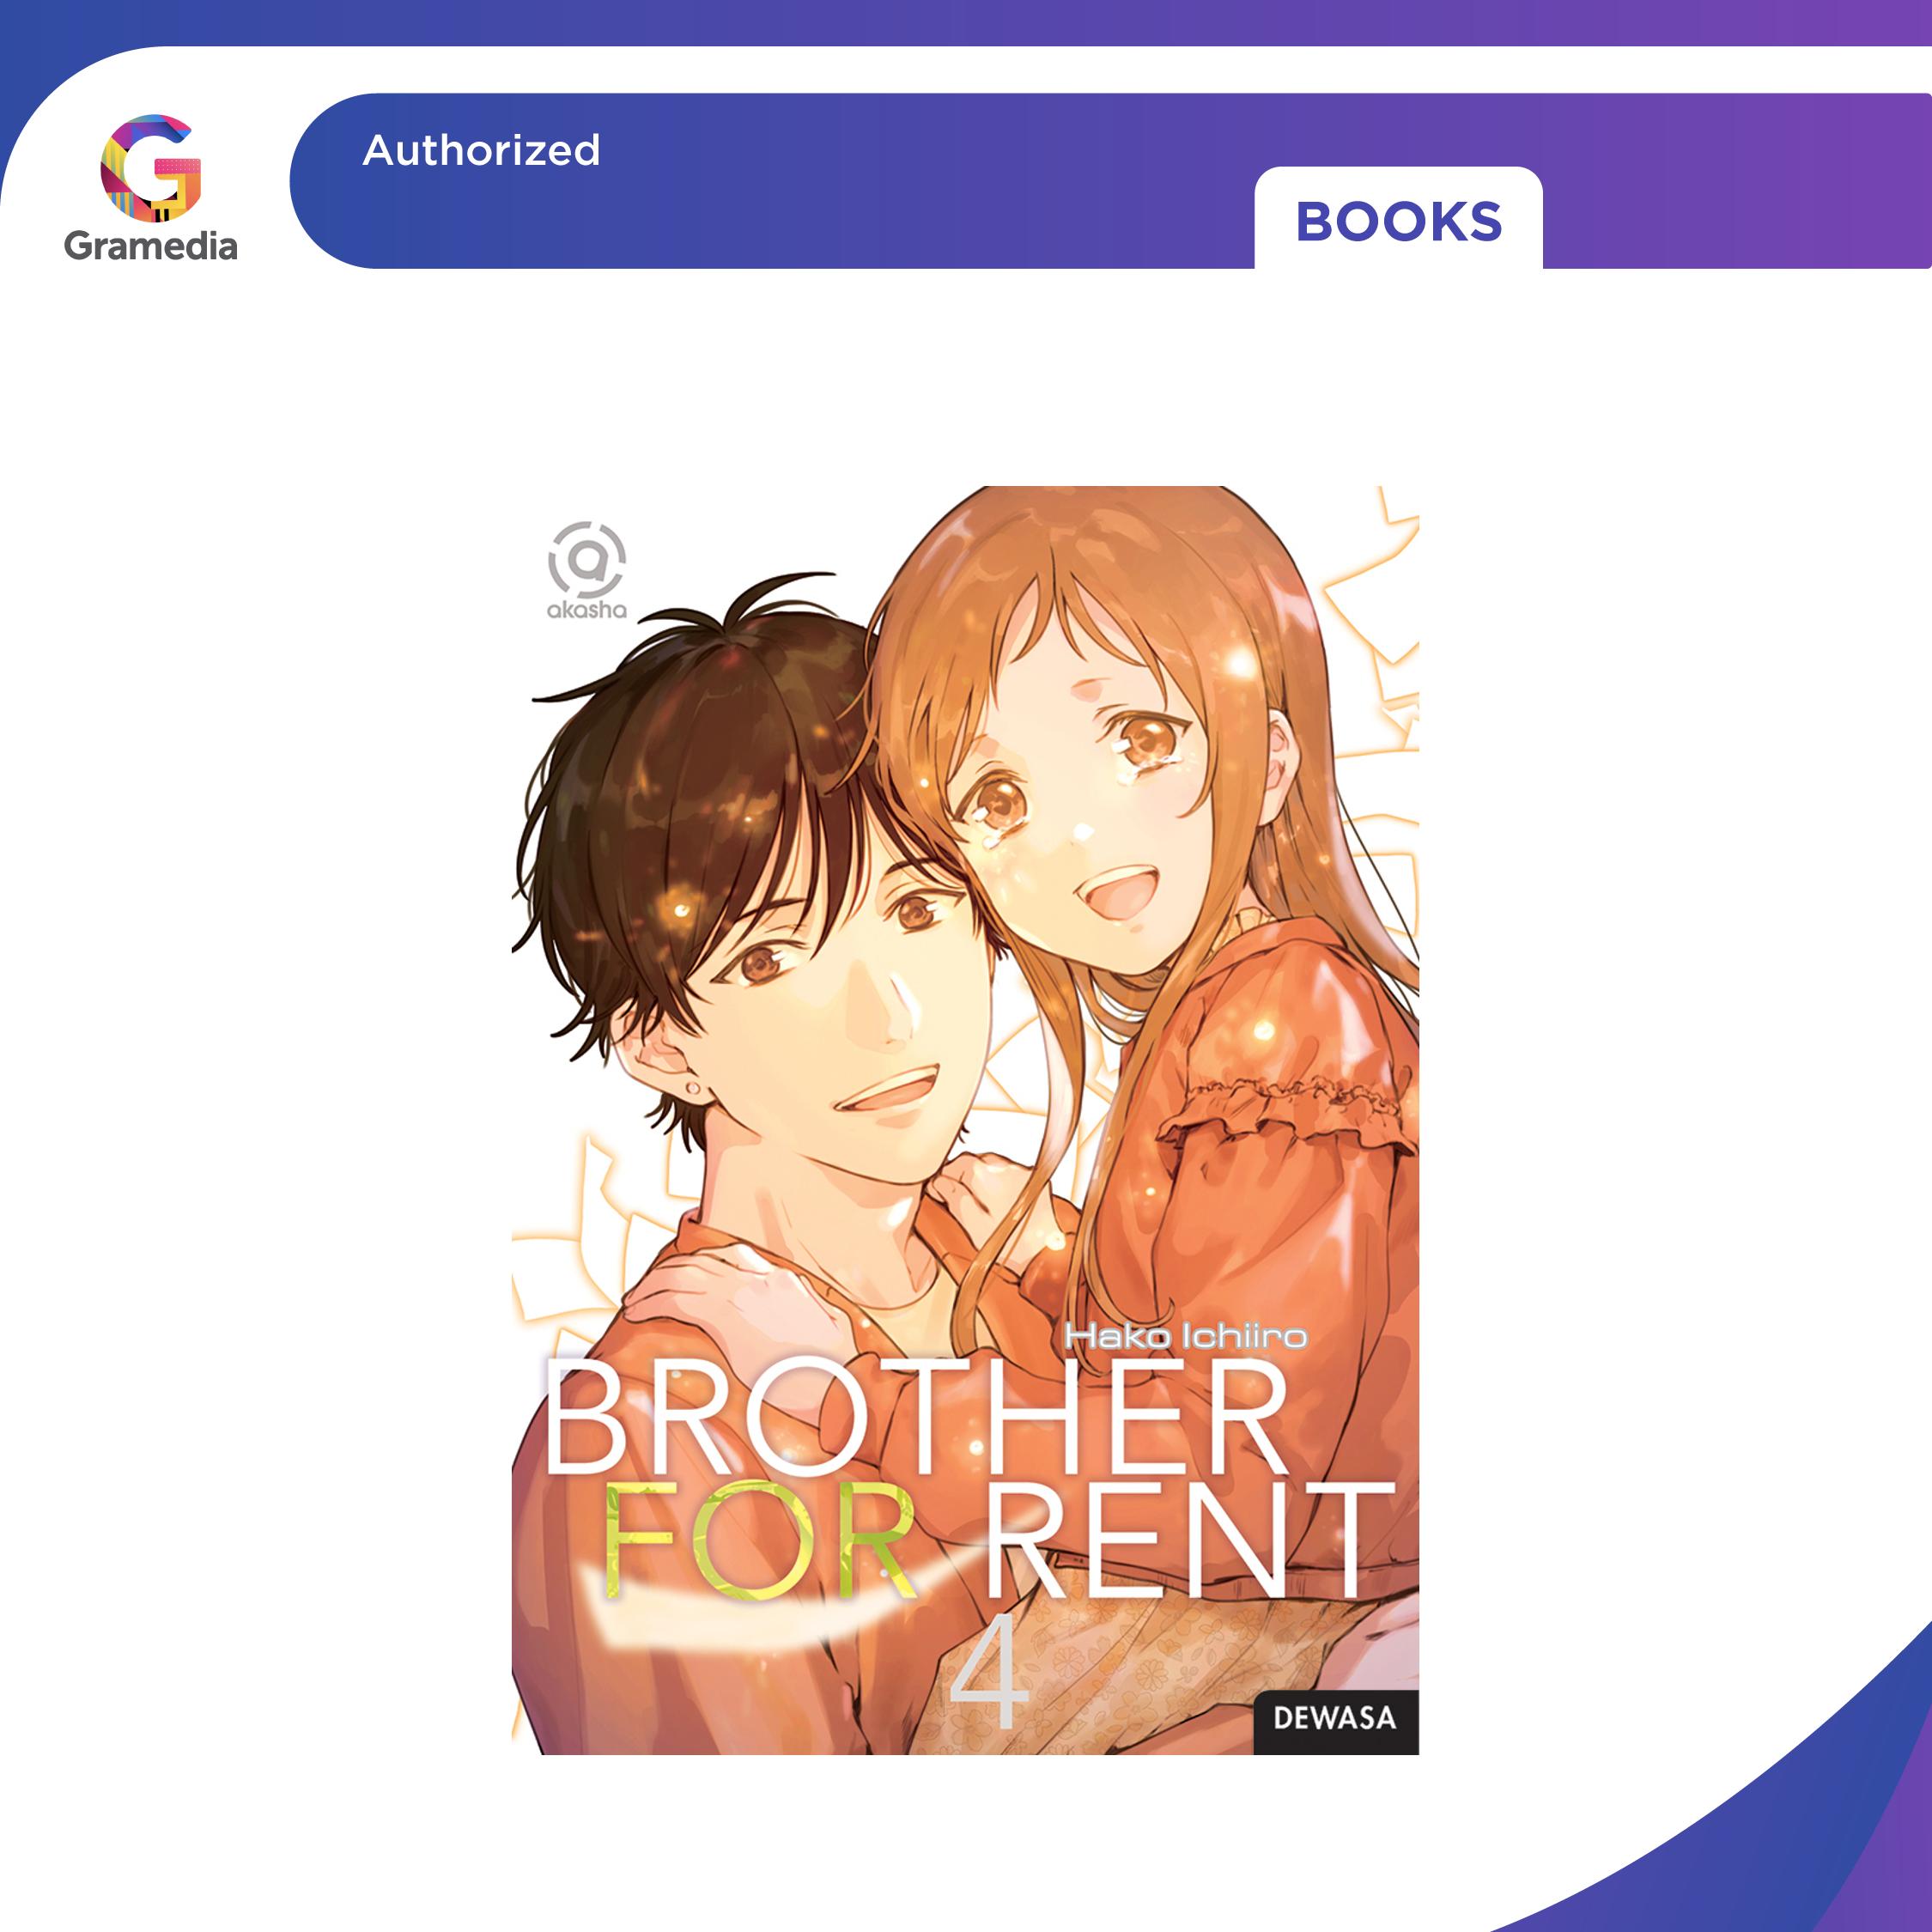 Gramedia
Authorized
BOOKS
akasha
Hako Ichiiro
BROTHER
FOR RENT
4
DEWASA